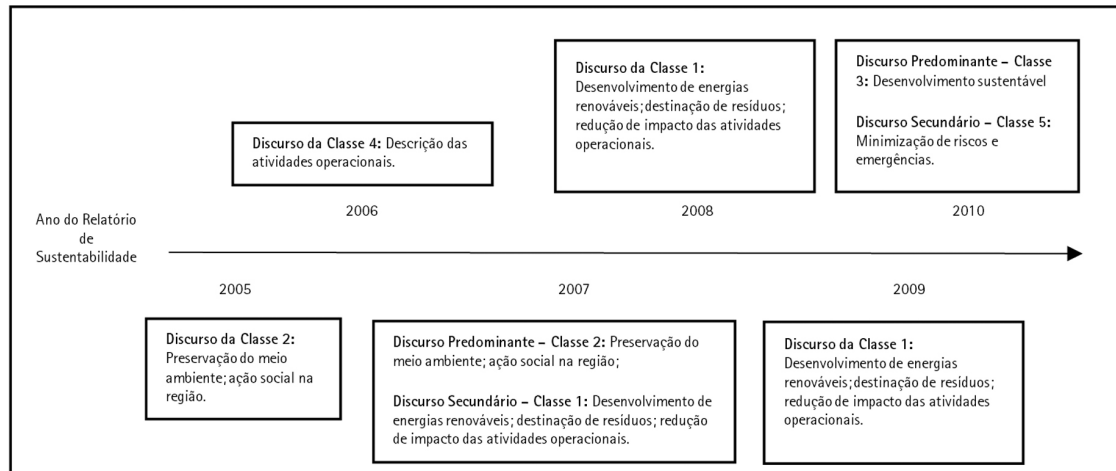 Discurso da Classe 4: Descrição das
atividades operacionais.
Discurso da Classe 1:
Desenvolvimento de energias
renováveis; destinação de resíduos;
redução de impacto das atividades
operacionais.
Discurso Predominante – Classe
3: Desenvolvimento sustentável
Discurso Secundário – Classe 5:
Minimização de riscos e
emergências.
2006
2008
2010
Ano do Relatório
de
Sustentabilidade
2005
2007
2009
Discurso da Classe 2:
Preservação do meio
ambiente; ação social na
região.
Discurso Predominante – Classe 2: Preservação do
meio ambiente; ação social na região;
Discurso Secundário – Classe 1: Desenvolvimento de
energias renováveis; destinação de resíduos; redução
de impacto das atividades operacionais.
Discurso da Classe 1:
Desenvolvimento de energias
renováveis; destinação de resíduos;
redução de impacto das atividades
operacionais.